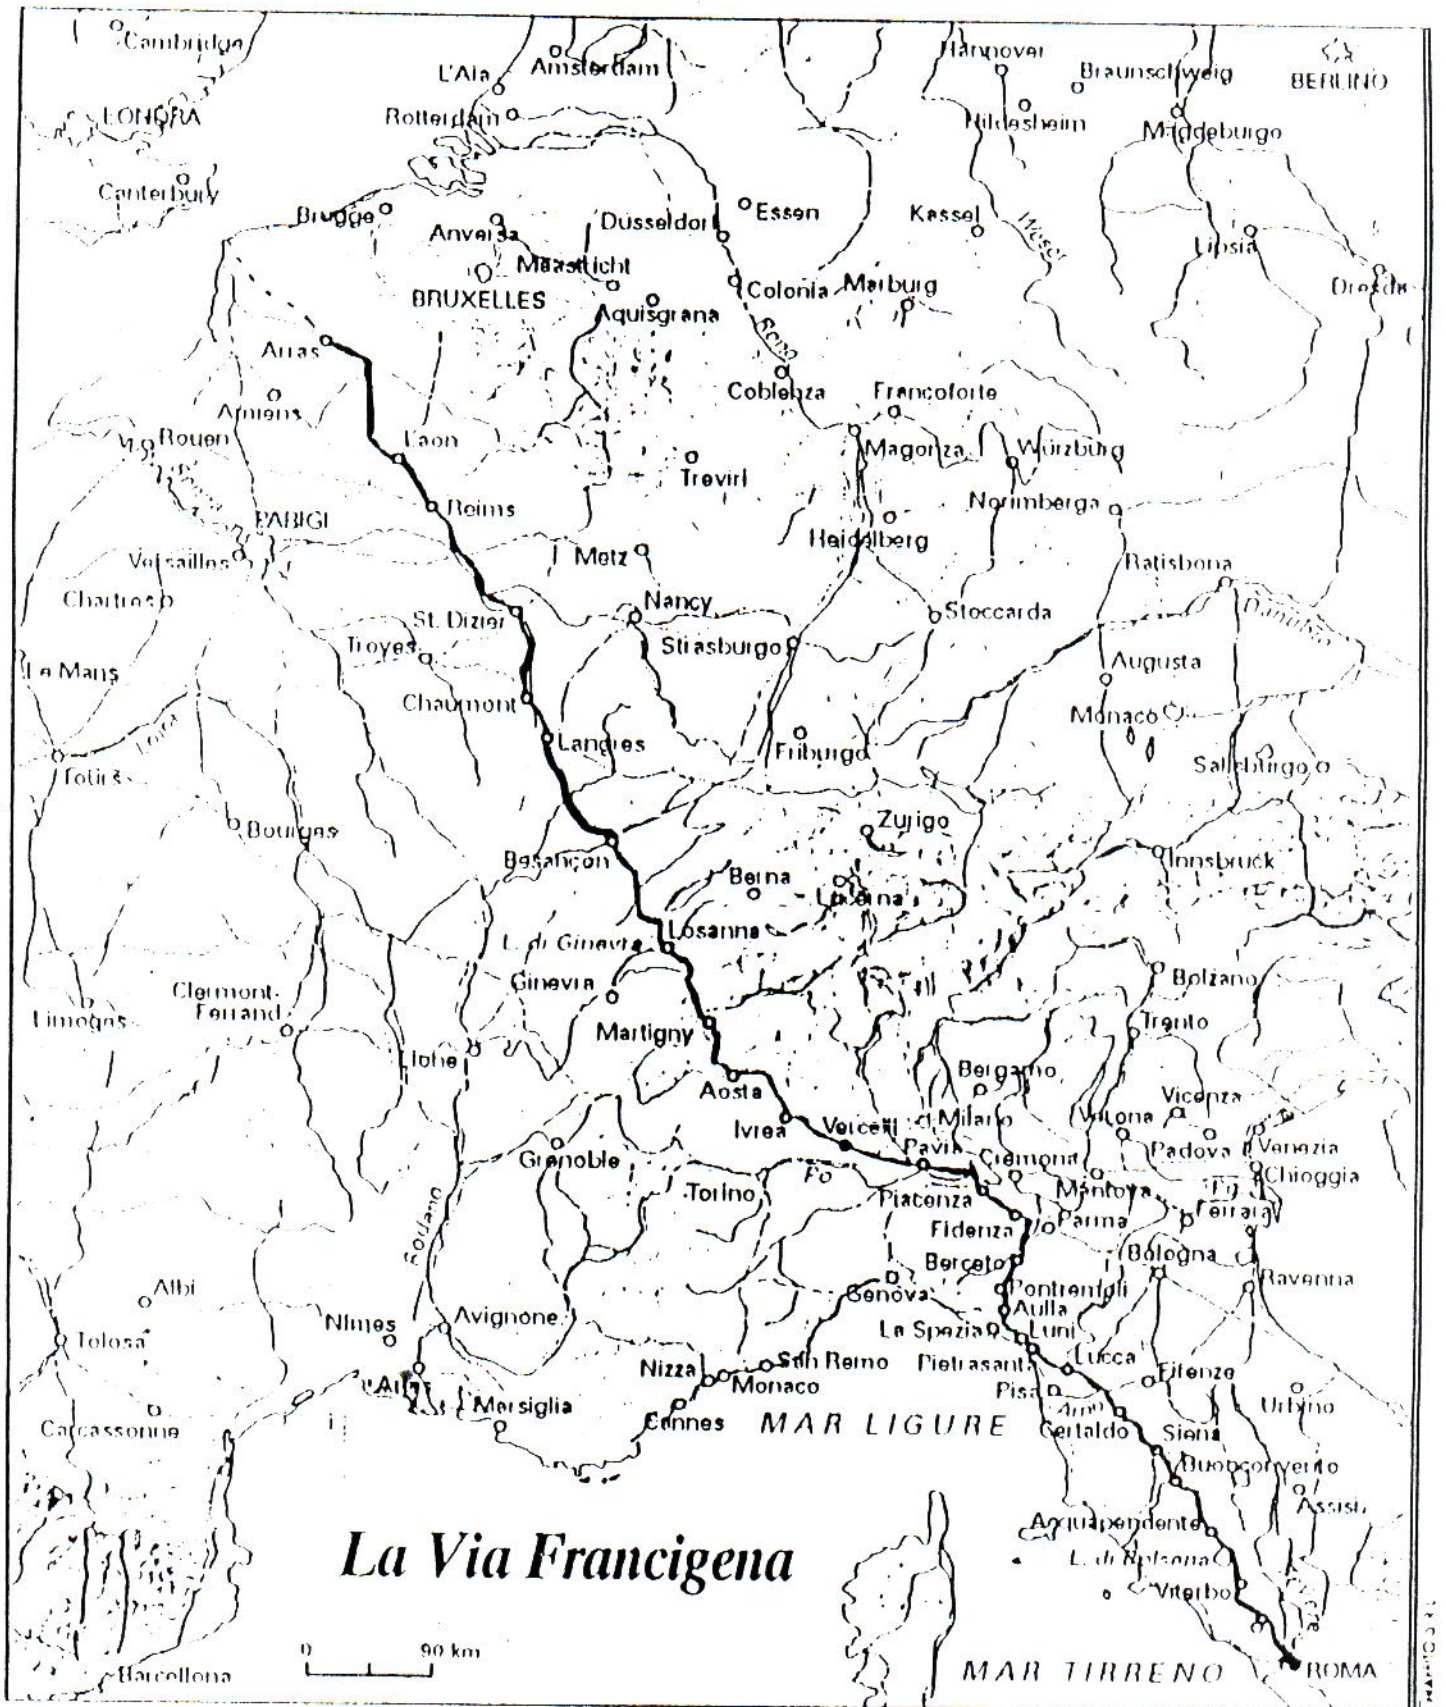 Cambridge
L'Aia
Amsterdam
Hannover
Braunschweig
BERLINO
LONDRA
Rotterdam
Hildesheim
Magdeburgo
Canterbury
Brugge
Anversa
Düsseldorf
Essen
Kassel
Weser
Lipsia
Maastricht
BRUXELLES
Colonia
Marburg
Dresda
Aquisgrana
Reno
Arras
Coblenza
Francoforte
Amiens
Rouen
Laon
Magonza
Würzburg
Treviri
Reims
Norimberga
PARIGI
Heidelberg
Versailles
Metz
Ratisbona
Chartres
Nancy
Stoccarda
Danubio
St. Dizier
Troyes
Strasburgo
Le Mans
Augusta
Chaumont
Monaco
Loira
Langres
Friburgo
Tours
Salisburgo
Bourges
Zurigo
Besançon
Innsbruck
Berna
Lucerna
Losanna
L. di Ginevra
Ginevra
Bolzano
Clermont-
Ferrand
Limoges
Martigny
Trento
Lione
Bergamo
Aosta
Vicenza
Ivrea
Vercelli
Milano
Verona
Venezia
Grenoble
Pavia
Cremona
Padova
Chioggia
Torino
Po
Mantova
Piacenza
Ferrara
Fidenza
Parma
Rodano
Berceto
Bologna
Albi
Genova
Pontremoli
Ravenna
Aulla
Nîmes
Avignone
La Spezia
Luni
Tolosa
Nizza
San Remo
Pietrasanta
Lucca
Firenze
Monaco
Pisa
Arles
Urbino
Carcassonne
Marsiglia
Cannes
MAR LIGURE
Arno
Certaldo
Siena
Buonconvento
Assisi
Acquapendente
La Via Francigena
L. di Bolsena
Viterbo
0 90 km
Barcellona
MAR TIRRENO
ROMA